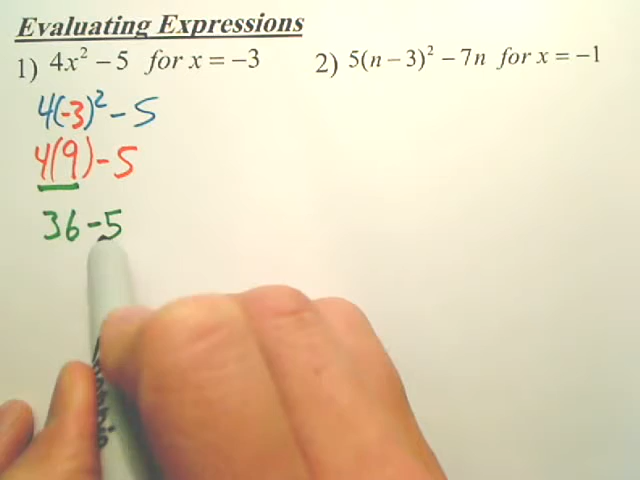 Evaluating Expressions
1) 4x² − 5 for x = −3
2) 5(n − 3)² − 7n for x = −1
4(-3)² - 5
4(9) - 5
36 - 5